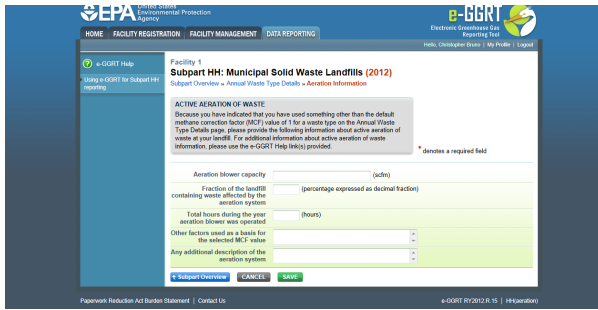 EPA United States
Environmental Protection
Agency
e-GGRT
Electronic Greenhouse Gas
Reporting Tool
HOME FACILITY REGISTRATION FACILITY MANAGEMENT DATA REPORTING
Hello, Christopher Bruno | My Profile | Logout
? e-GGRT Help
Using e-GGRT for Subpart HH
reporting
Facility 1
Subpart HH: Municipal Solid Waste Landfills (2012)
Subpart Overview » Annual Waste Type Details » Aeration Information
ACTIVE AERATION OF WASTE
Because you have indicated that you have used something other than the default
methane correction factor (MCF) value of 1 for a waste type on the Annual Waste
Type Details page, please provide the following information about active aeration of
waste at your landfill. For additional information about active aeration of waste
information, please use the e-GGRT Help link(s) provided.
* denotes a required field
Aeration blower capacity (scfm)
Fraction of the landfill (percentage expressed as decimal fraction)
containing waste affected by the
aeration system
Total hours during the year (hours)
aeration blower was operated
Other factors used as a basis for
the selected MCF value
Any additional description of the
aeration system
Subpart Overview CANCEL SAVE
Paperwork Reduction Act Burden Statement | Contact Us
e-GGRT RY2012.R.15 | HH(aeration)